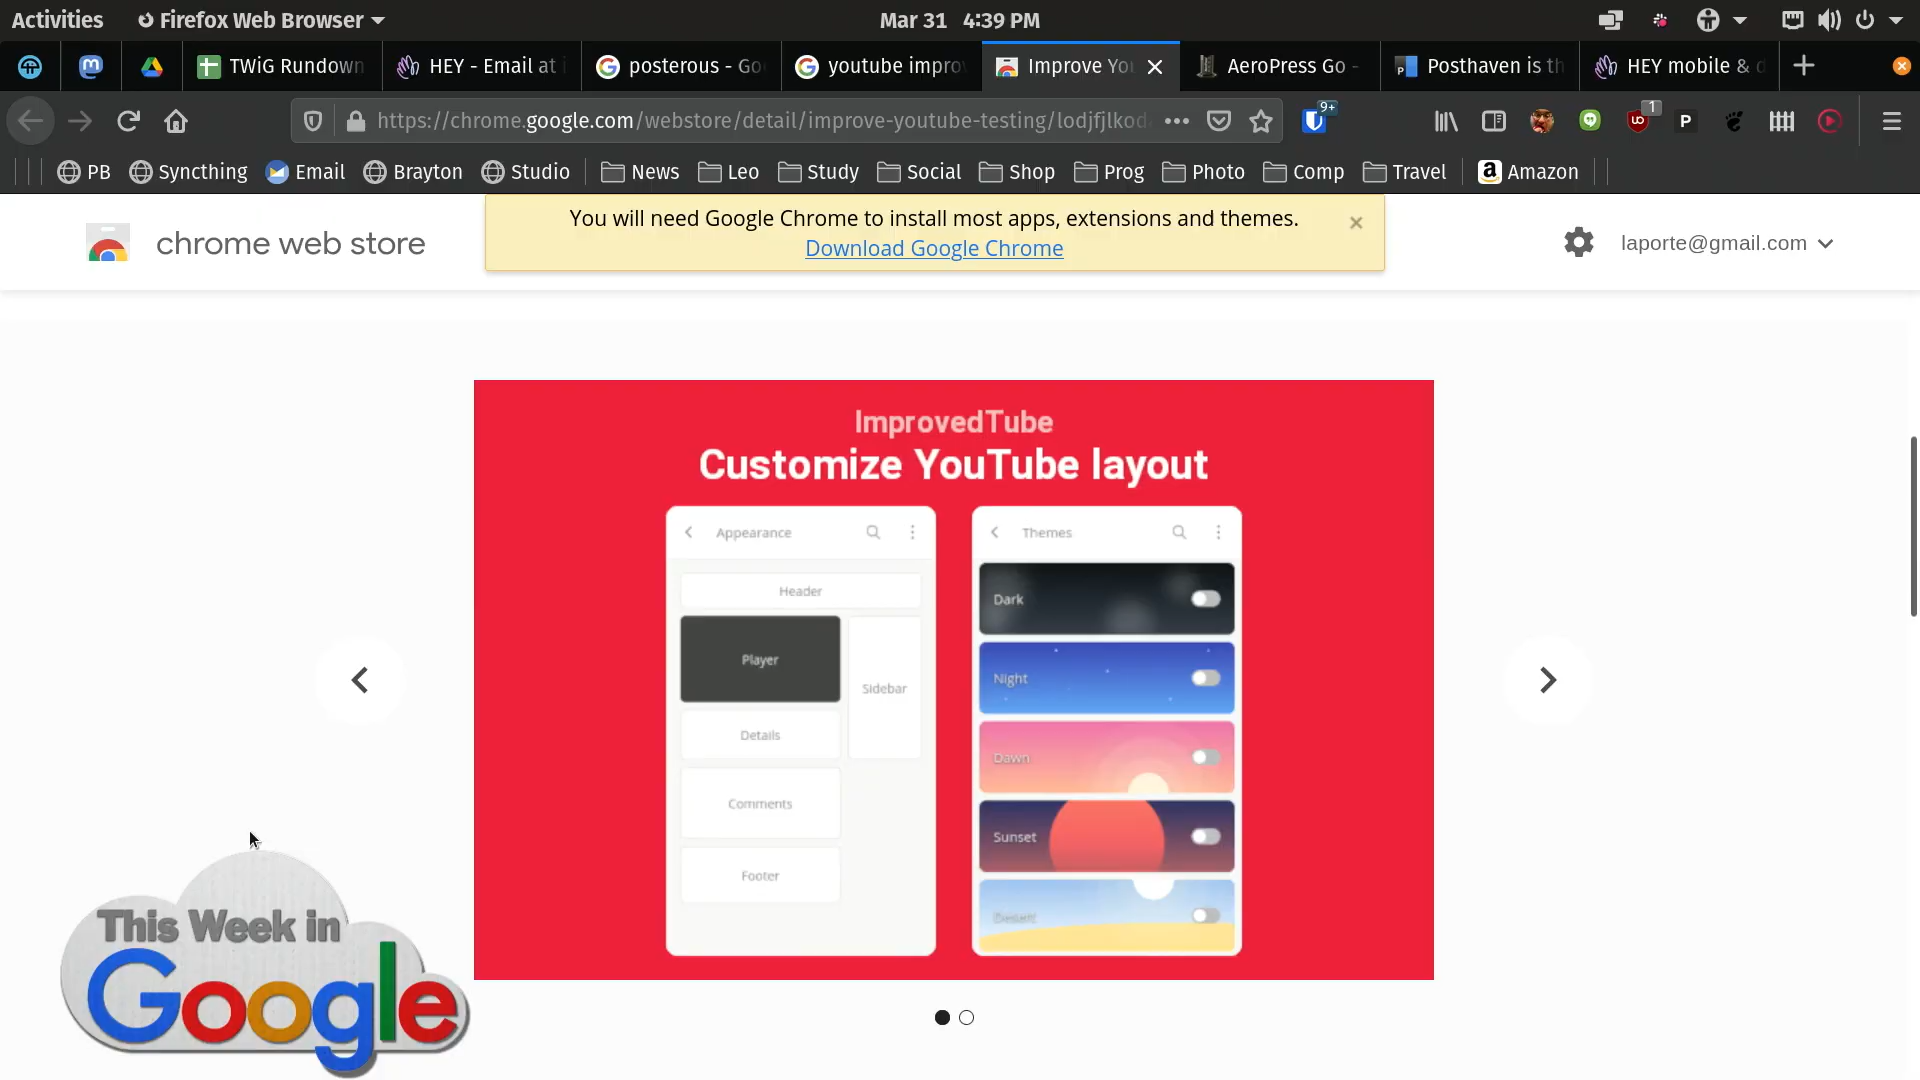 Activities
Firefox Web Browser
Mar 31 4:39 PM
TWiG Rundown
HEY - Email at i
posterous - Go
youtube impro
Improve Yo
AeroPress Go -
Posthaven is th
HEY mobile & d
https://chrome.google.com/webstore/detail/improve-youtube-testing/lodjfjlkod
9+
1
PB
Syncthing
Email
Brayton
Studio
News
Leo
Study
Social
Shop
Prog
Photo
Comp
Travel
Amazon
chrome web store
You will need Google Chrome to install most apps, extensions and themes.
Download Google Chrome
laporte@gmail.com
ImprovedTube
Customize YouTube layout
Appearance
Header
Player
Sidebar
Details
Comments
Footer
Themes
Dark
Night
Dawn
Sunset
Desert
This Week in
Google